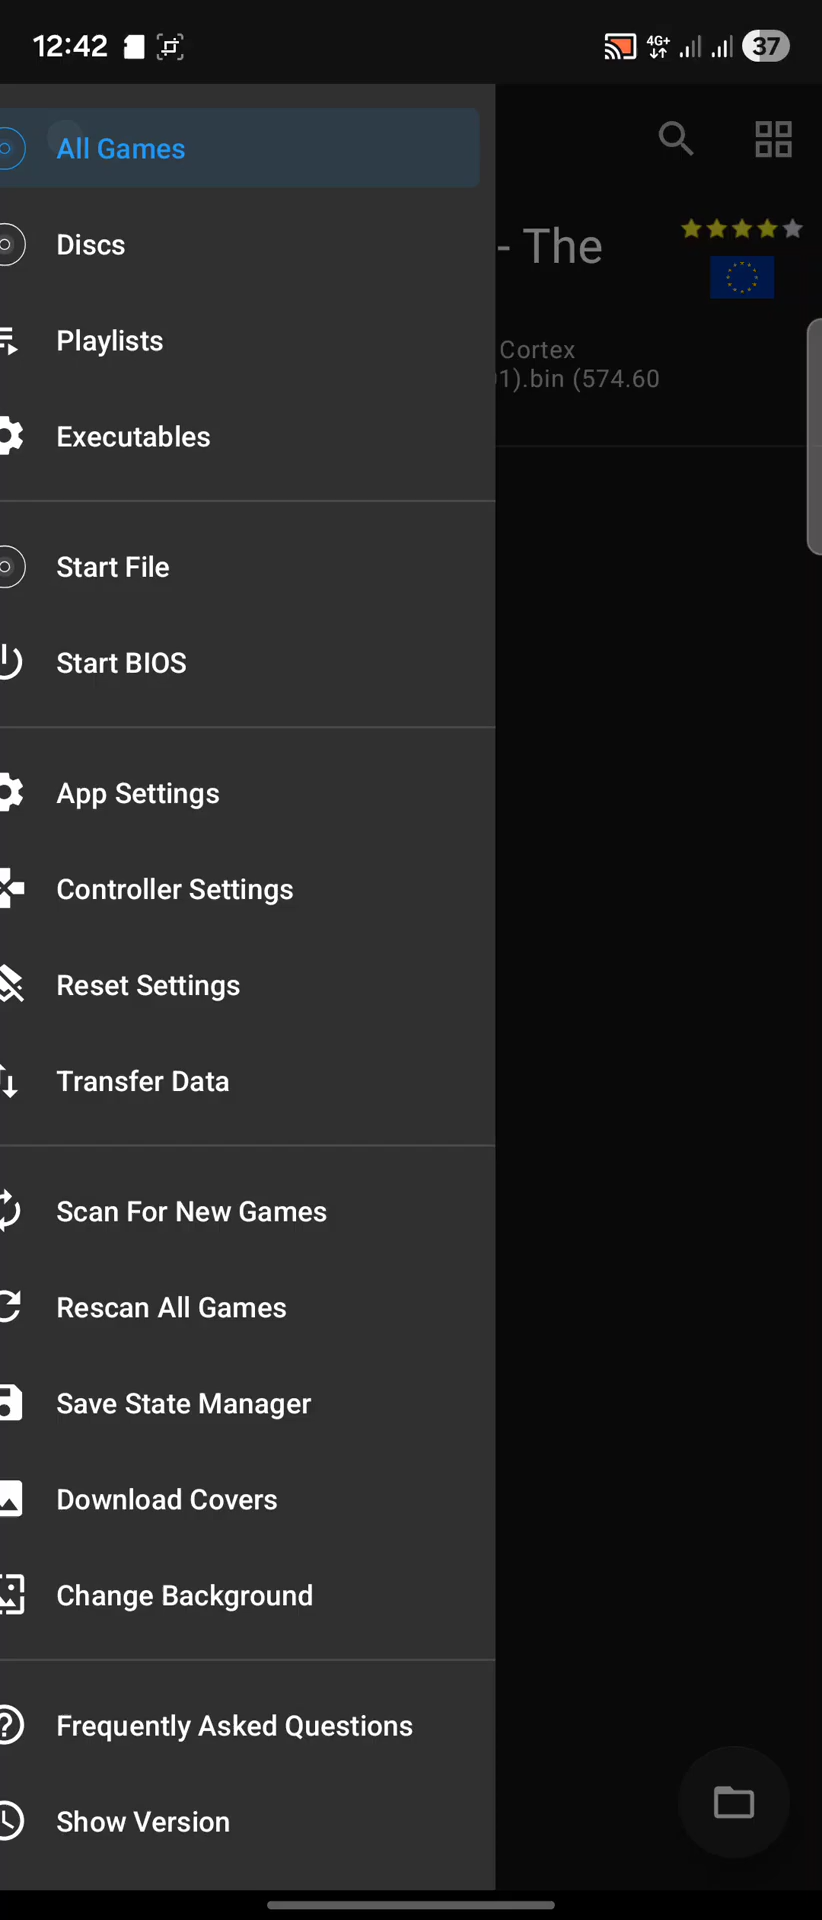 12:42
4G+
37
All Games
Discs
- The
Playlists
Cortex
1).bin (574.60
Executables
Start File
Start BIOS
App Settings
Controller Settings
Reset Settings
Transfer Data
Scan For New Games
Rescan All Games
Save State Manager
Download Covers
Change Background
Frequently Asked Questions
Show Version